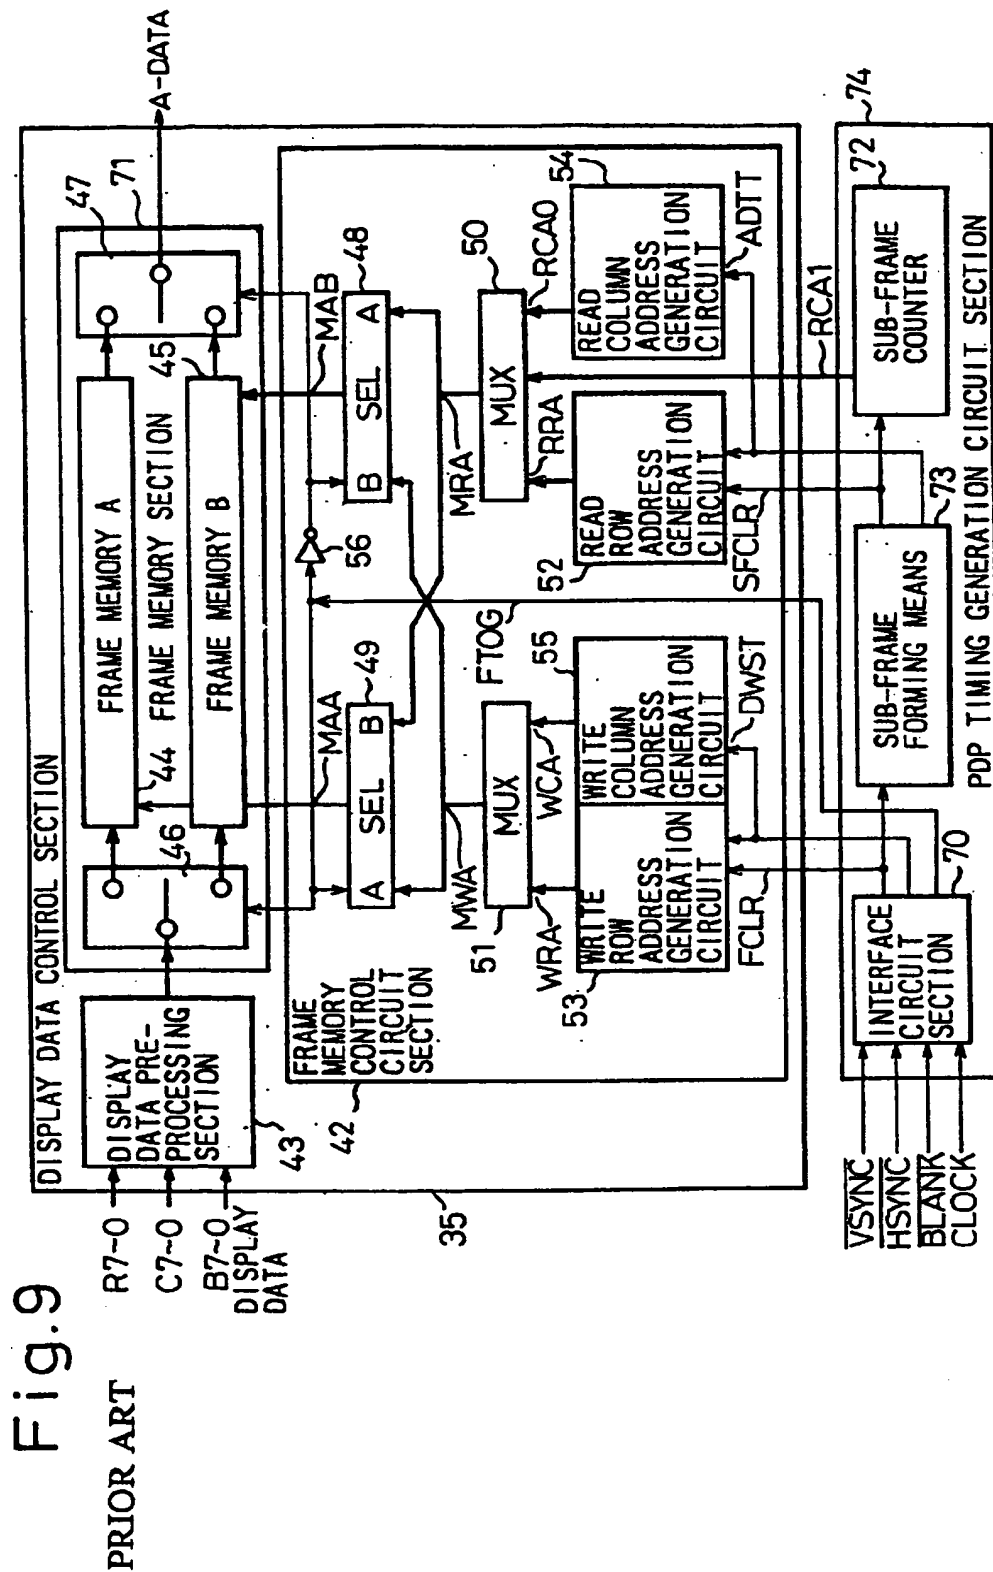 Fig.9
PRIOR ART
DISPLAY DATA CONTROL SECTION
R7~0
C7~0
B7~0
DISPLAY
DATA
DISPLAY
DATA PRE-
PROCESSING
SECTION
43
35
46
44
FRAME MEMORY A
FRAME MEMORY SECTION
FRAME MEMORY B
45
47
71
A-DATA
FRAME
MEMORY
CONTROL
CIRCUIT
SECTION
42
MAA
A
SEL
B
49
56
MAB
B
SEL
A
48
MWA
MRA
MUX
51
MUX
50
WRA
WCA
FTOG
RRA
RCA0
WRITE
ROW
ADDRESS
GENERATION
CIRCUIT
53
WRITE
COLUMN
ADDRESS
GENERATION
CIRCUIT
55
READ
ROW
ADDRESS
GENERATION
CIRCUIT
52
READ
COLUMN
ADDRESS
GENERATION
CIRCUIT
54
FCLR
DWST
SFCLR
ADTT
RCA1
VSYNC
HSYNC
BLANK
CLOCK
INTERFACE
CIRCUIT
SECTION
70
SUB-FRAME
FORMING MEANS
73
SUB-FRAME
COUNTER
72
74
PDP TIMING GENERATION CIRCUIT SECTION